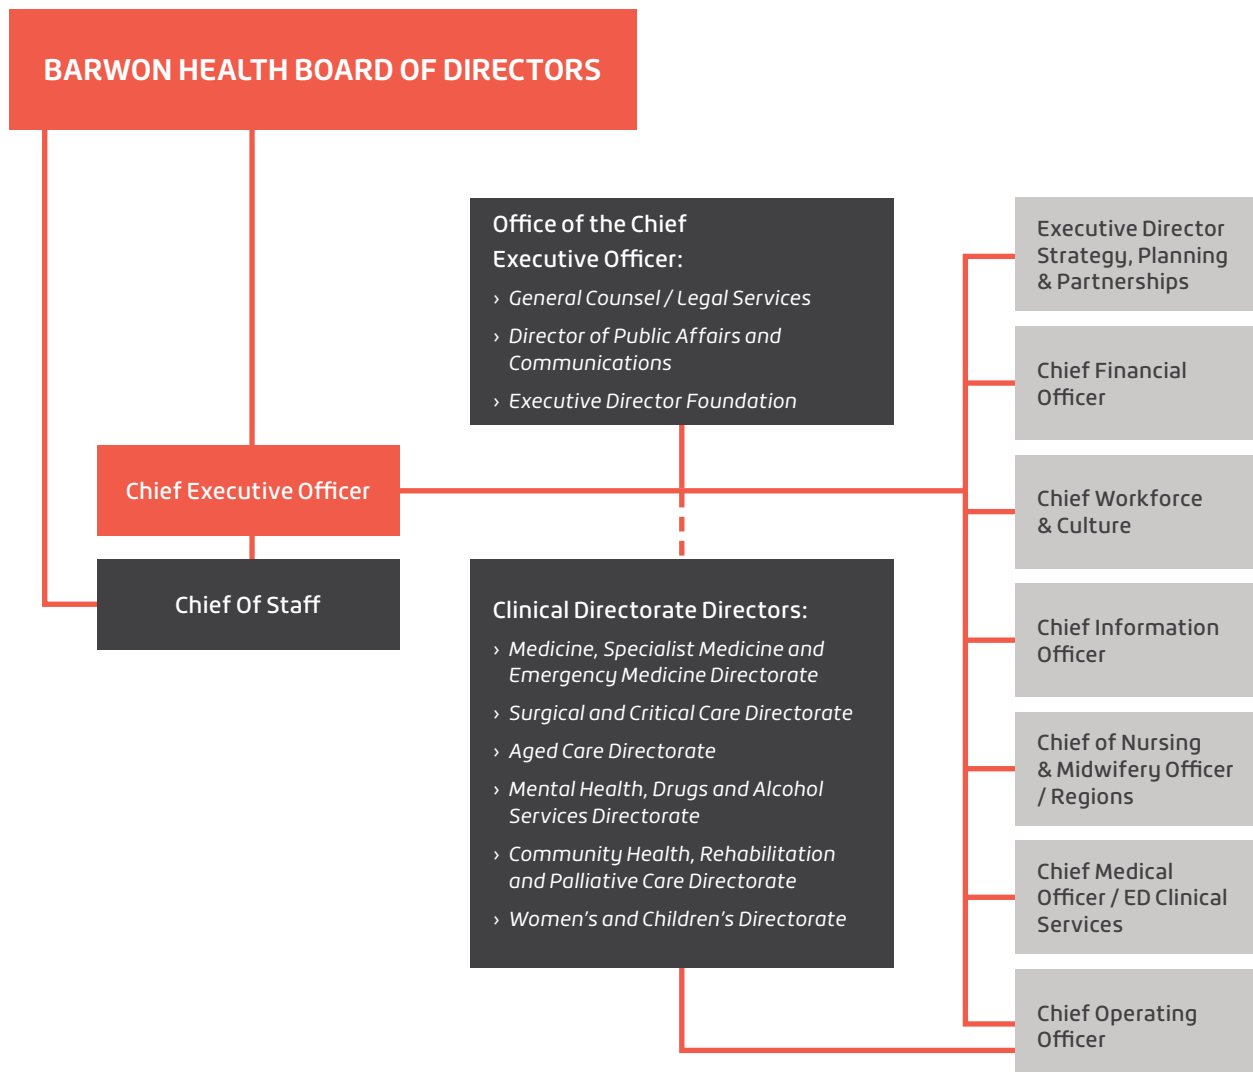 BARWON HEALTH BOARD OF DIRECTORS
Office of the Chief
Executive Officer:
› General Counsel / Legal Services
› Director of Public Affairs and
Communications
› Executive Director Foundation
Chief Executive Officer
Chief Of Staff
Clinical Directorate Directors:
› Medicine, Specialist Medicine and
Emergency Medicine Directorate
› Surgical and Critical Care Directorate
› Aged Care Directorate
› Mental Health, Drugs and Alcohol
Services Directorate
› Community Health, Rehabilitation
and Palliative Care Directorate
› Women’s and Children’s Directorate
Executive Director
Strategy, Planning
& Partnerships
Chief Financial
Officer
Chief Workforce
& Culture
Chief Information
Officer
Chief of Nursing
& Midwifery Officer
/ Regions
Chief Medical
Officer / ED Clinical
Services
Chief Operating
Officer